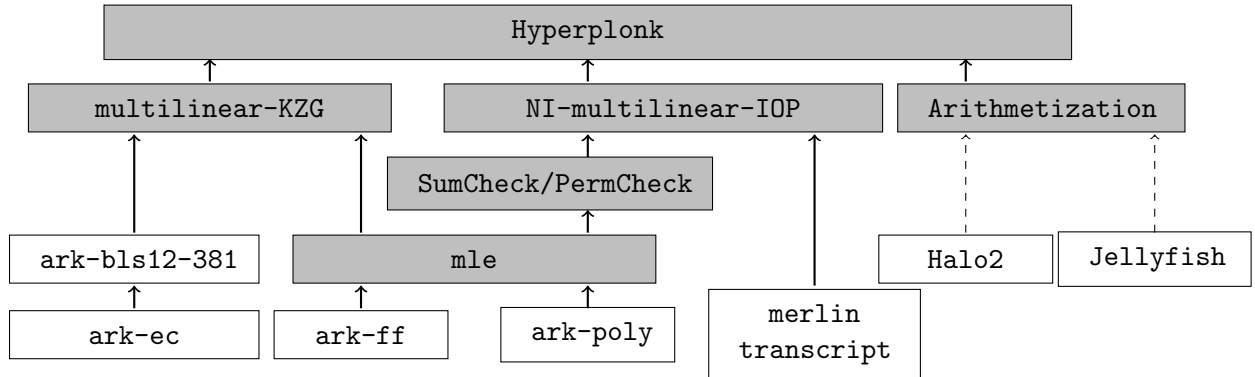 Hyperplonk
multilinear-KZG
NI-multilinear-IOP
Arithmetization
SumCheck/PermCheck
ark-bls12-381
mle
Halo2
Jellyfish
ark-ec
ark-ff
ark-poly
merlin
transcript